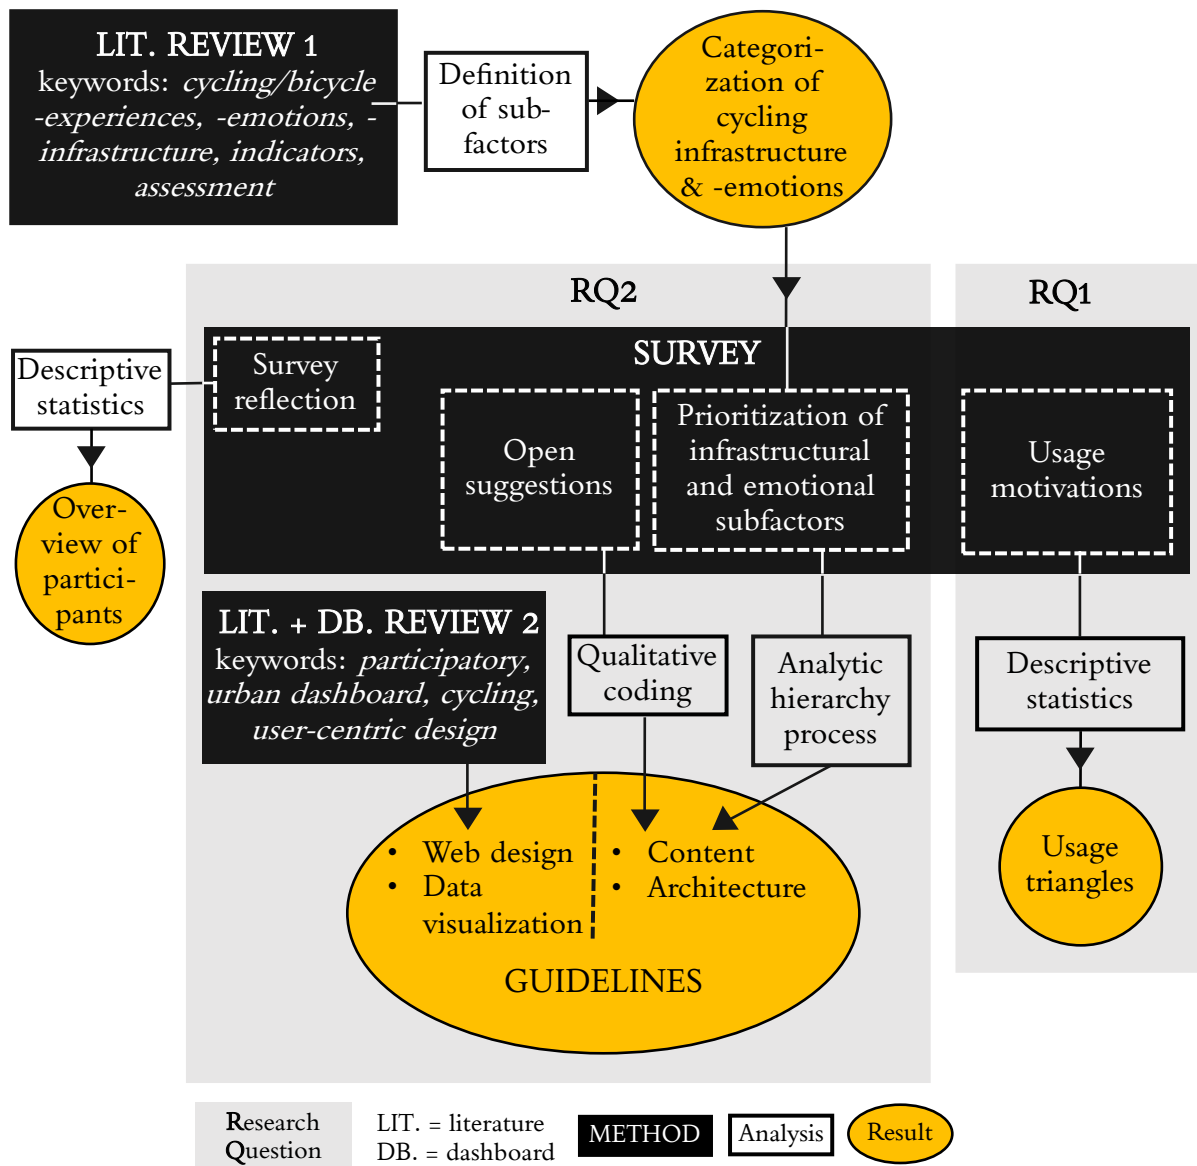 LIT. REVIEW 1
keywords: cycling/bicycle
-experiences, -emotions, -
infrastructure, indicators,
assessment
Definition
of sub-
factors
Categori-
zation of
cycling
infrastructure
& -emotions
RQ2
RQ1
SURVEY
Descriptive
statistics
Survey
reflection
Open
suggestions
Prioritization of
infrastructural
and emotional
subfactors
Usage
motivations
Over-
view of
partici-
pants
LIT. + DB. REVIEW 2
keywords: participatory,
urban dashboard, cycling,
user-centric design
Qualitative
coding
Analytic
hierarchy
process
Descriptive
statistics
• Web design
• Data
visualization
• Content
• Architecture
GUIDELINES
Usage
triangles
Research
Question
LIT. = literature
DB. = dashboard
METHOD
Analysis
Result